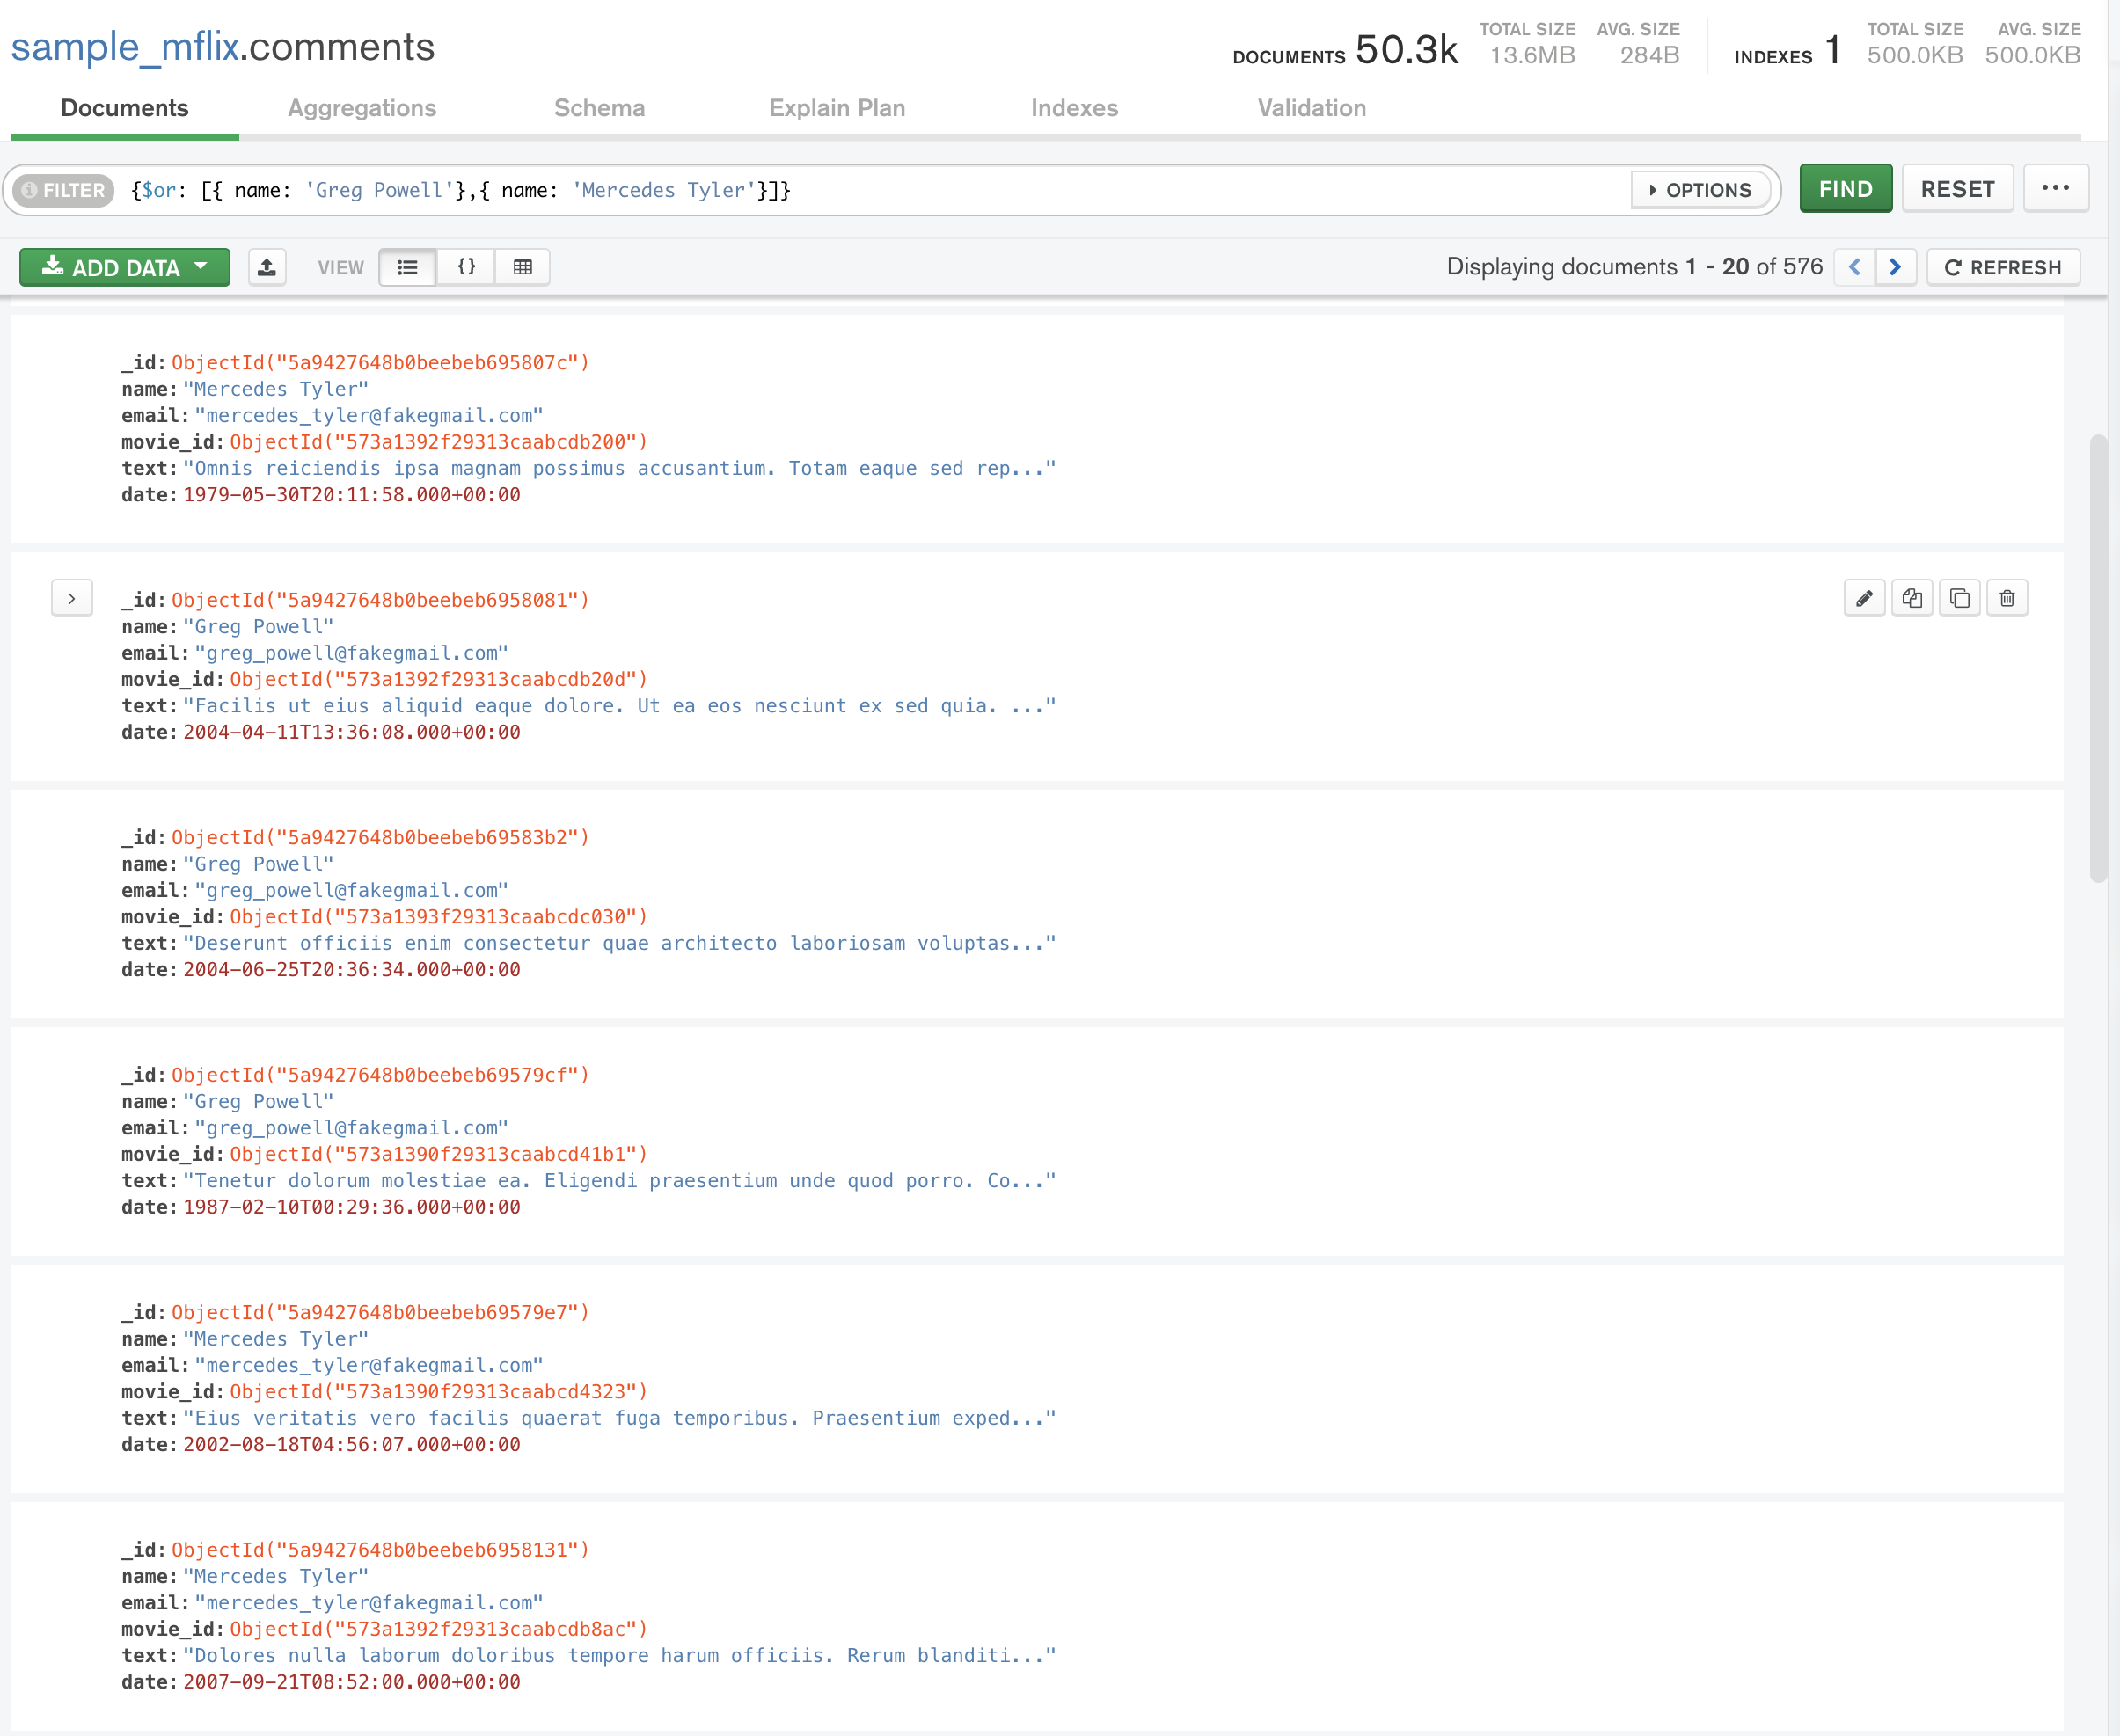 sample_mflix.comments
DOCUMENTS 50.3k TOTAL SIZE 13.6MB AVG. SIZE 284B INDEXES 1 TOTAL SIZE 500.0KB AVG. SIZE 500.0KB
Documents Aggregations Schema Explain Plan Indexes Validation
FILTER {$or: [{ name: 'Greg Powell'},{ name: 'Mercedes Tyler'}]} OPTIONS FIND RESET ...
ADD DATA VIEW {} Displaying documents 1 - 20 of 576 REFRESH
_id: ObjectId("5a9427648b0beebeb695807c")
name: "Mercedes Tyler"
email: "mercedes_tyler@fakegmail.com"
movie_id: ObjectId("573a1392f29313caabcdb200")
text: "Omnis reiciendis ipsa magnam possimus accusantium. Totam eaque sed rep..."
date: 1979-05-30T20:11:58.000+00:00
_id: ObjectId("5a9427648b0beebeb6958081")
name: "Greg Powell"
email: "greg_powell@fakegmail.com"
movie_id: ObjectId("573a1392f29313caabcdb20d")
text: "Facilis ut eius aliquid eaque dolore. Ut ea eos nesciunt ex sed quia. ..."
date: 2004-04-11T13:36:08.000+00:00
_id: ObjectId("5a9427648b0beebeb69583b2")
name: "Greg Powell"
email: "greg_powell@fakegmail.com"
movie_id: ObjectId("573a1393f29313caabcdc030")
text: "Deserunt officiis enim consectetur quae architecto laboriosam voluptas..."
date: 2004-06-25T20:36:34.000+00:00
_id: ObjectId("5a9427648b0beebeb69579cf")
name: "Greg Powell"
email: "greg_powell@fakegmail.com"
movie_id: ObjectId("573a1390f29313caabcd41b1")
text: "Tenetur dolorum molestiae ea. Eligendi praesentium unde quod porro. Co..."
date: 1987-02-10T00:29:36.000+00:00
_id: ObjectId("5a9427648b0beebeb69579e7")
name: "Mercedes Tyler"
email: "mercedes_tyler@fakegmail.com"
movie_id: ObjectId("573a1390f29313caabcd4323")
text: "Eius veritatis vero facilis quaerat fuga temporibus. Praesentium exped..."
date: 2002-08-18T04:56:07.000+00:00
_id: ObjectId("5a9427648b0beebeb6958131")
name: "Mercedes Tyler"
email: "mercedes_tyler@fakegmail.com"
movie_id: ObjectId("573a1392f29313caabcdb8ac")
text: "Dolores nulla laborum doloribus tempore harum officiis. Rerum blanditi..."
date: 2007-09-21T08:52:00.000+00:00